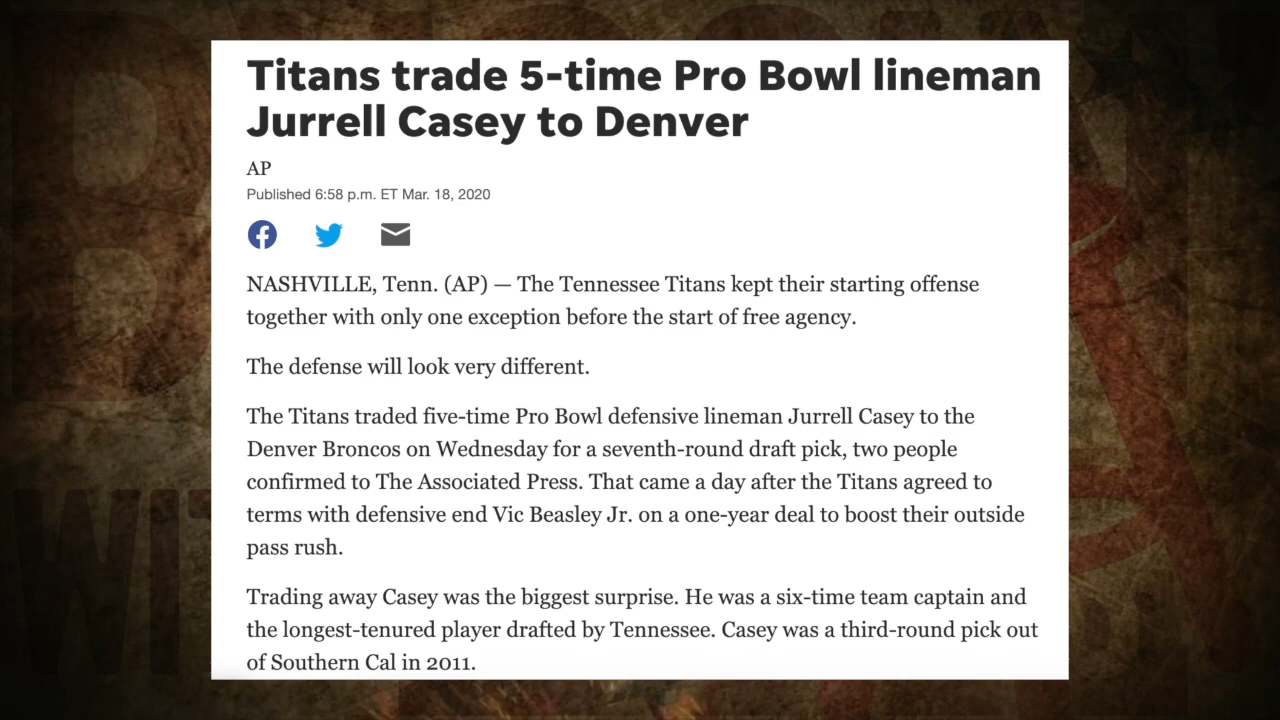 Titans trade 5-time Pro Bowl lineman
Jurrell Casey to Denver
AP
Published 6:58 p.m. ET Mar. 18, 2020
NASHVILLE, Tenn. (AP) — The Tennessee Titans kept their starting offense
together with only one exception before the start of free agency.
The defense will look very different.
The Titans traded five-time Pro Bowl defensive lineman Jurrell Casey to the
Denver Broncos on Wednesday for a seventh-round draft pick, two people
confirmed to The Associated Press. That came a day after the Titans agreed to
terms with defensive end Vic Beasley Jr. on a one-year deal to boost their outside
pass rush.
Trading away Casey was the biggest surprise. He was a six-time team captain and
the longest-tenured player drafted by Tennessee. Casey was a third-round pick out
of Southern Cal in 2011.